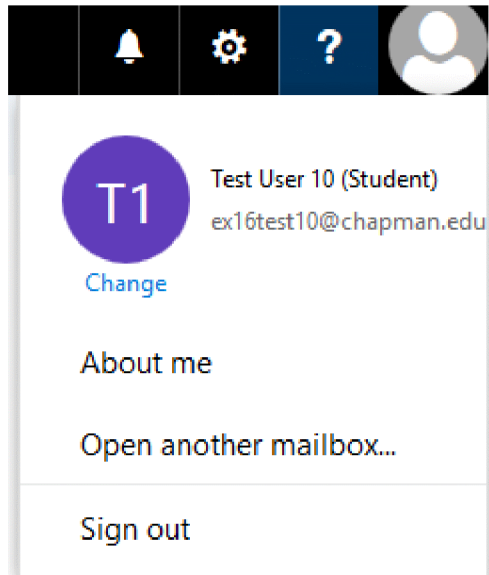 ?
T1
Test User 10 (Student)
ex16test10@chapman.edu
Change
About me
Open another mailbox...
Sign out